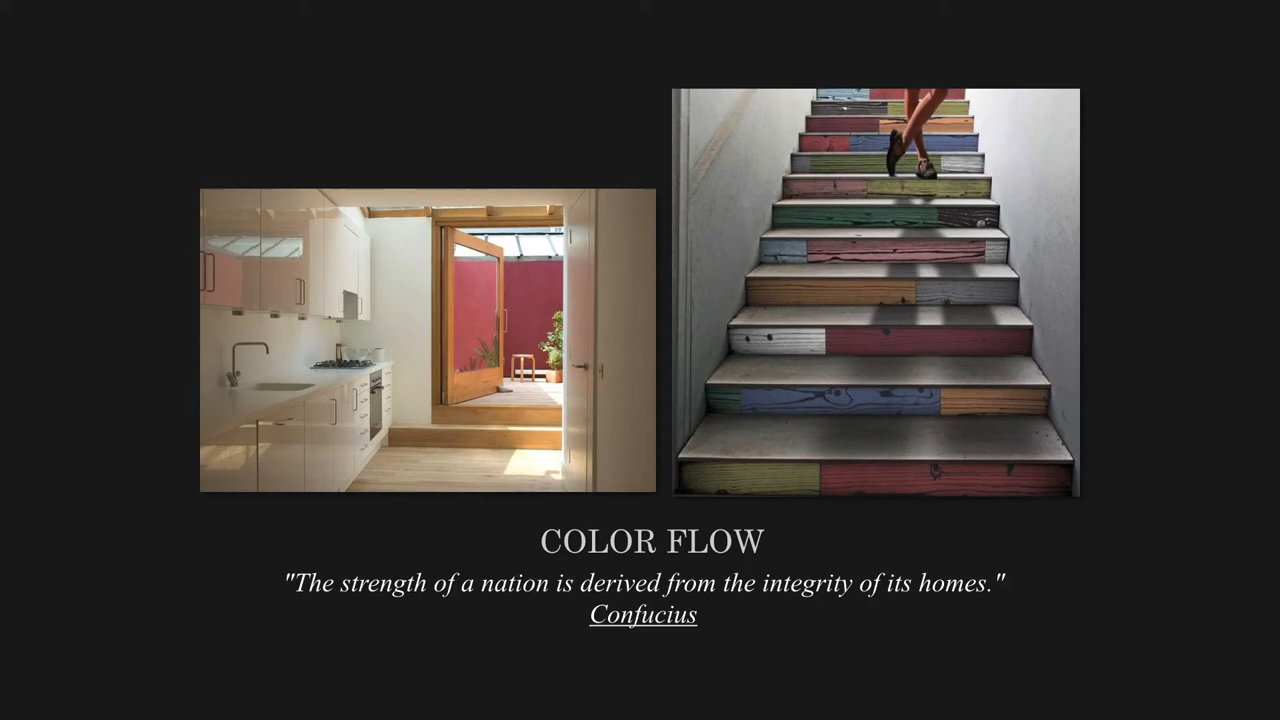 COLOR FLOW
"The strength of a nation is derived from the integrity of its homes."
Confucius